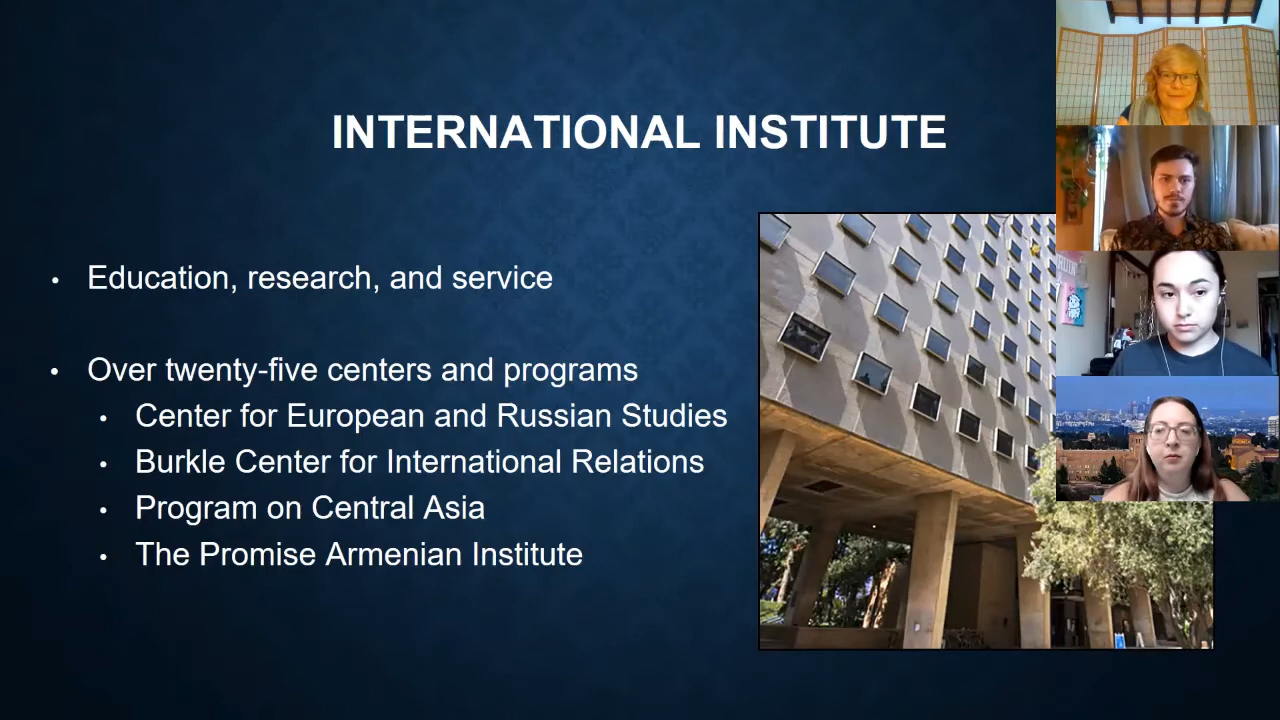 INTERNATIONAL INSTITUTE
• Education, research, and service
• Over twenty-five centers and programs
• Center for European and Russian Studies
• Burkle Center for International Relations
• Program on Central Asia
• The Promise Armenian Institute